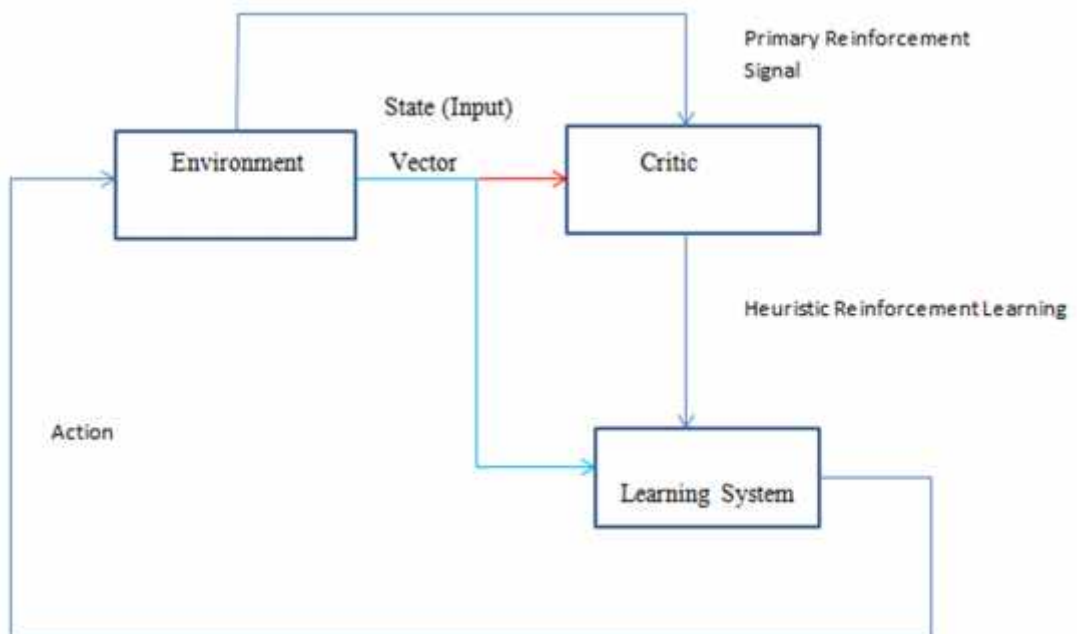 Primary Reinforcement
Signal
State (Input)
Vector
Environment
Critic
Heuristic Reinforcement Learning
Action
Learning System